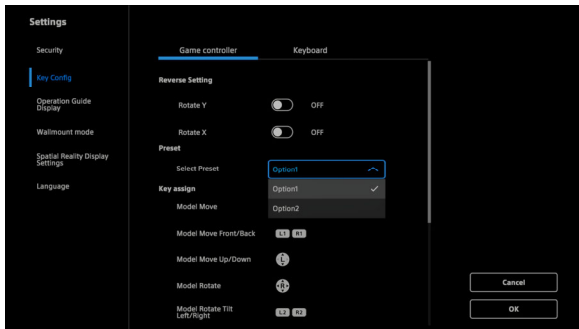 Settings
Security
Key Config
Operation Guide
Display
Wallmount mode
Spatial Reality Display
Settings
Language
Game controller
Keyboard
Reverse Setting
Rotate Y
OFF
Rotate X
OFF
Preset
Select Preset
Option1
Key assign
Option1
Model Move
Option2
Model Move Front/Back
L1 R1
Model Move Up/Down
L
Model Rotate
R
Model Rotate Tilt
Left/Right
L2 R2
Cancel
OK